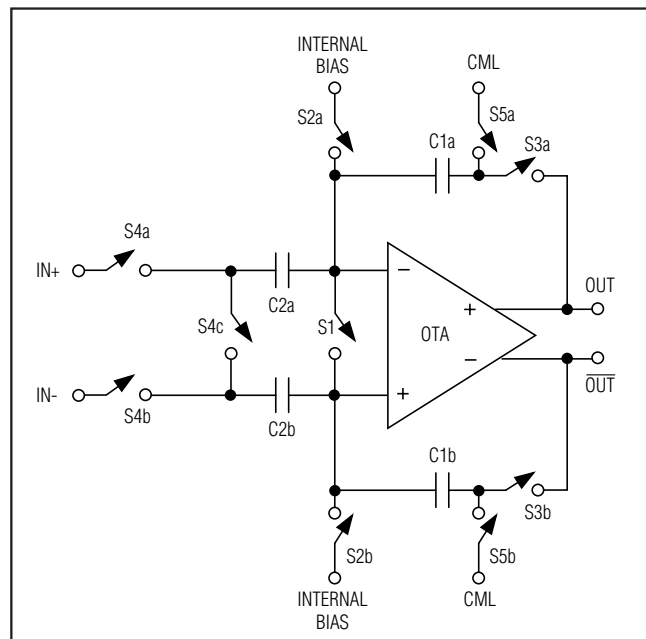 INTERNAL
BIAS
CML
S2a
S5a
C1a
S3a
S4a
IN+
−
OUT
C2a
+
S4c
S1
OTA
−
IN-
+
OUT
S4b
C2b
C1b
S3b
S2b
S5b
INTERNAL
BIAS
CML